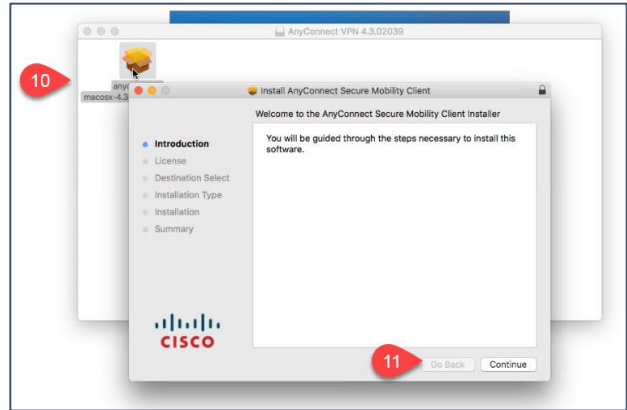 AnyConnect VPN 4.3.02039
10
any
macosx-4.3
Install AnyConnect Secure Mobility Client
Welcome to the AnyConnect Secure Mobility Client Installer
You will be guided through the steps necessary to install this
software.
Introduction
License
Destination Select
Installation Type
Installation
Summary
CISCO
11
Go Back
Continue